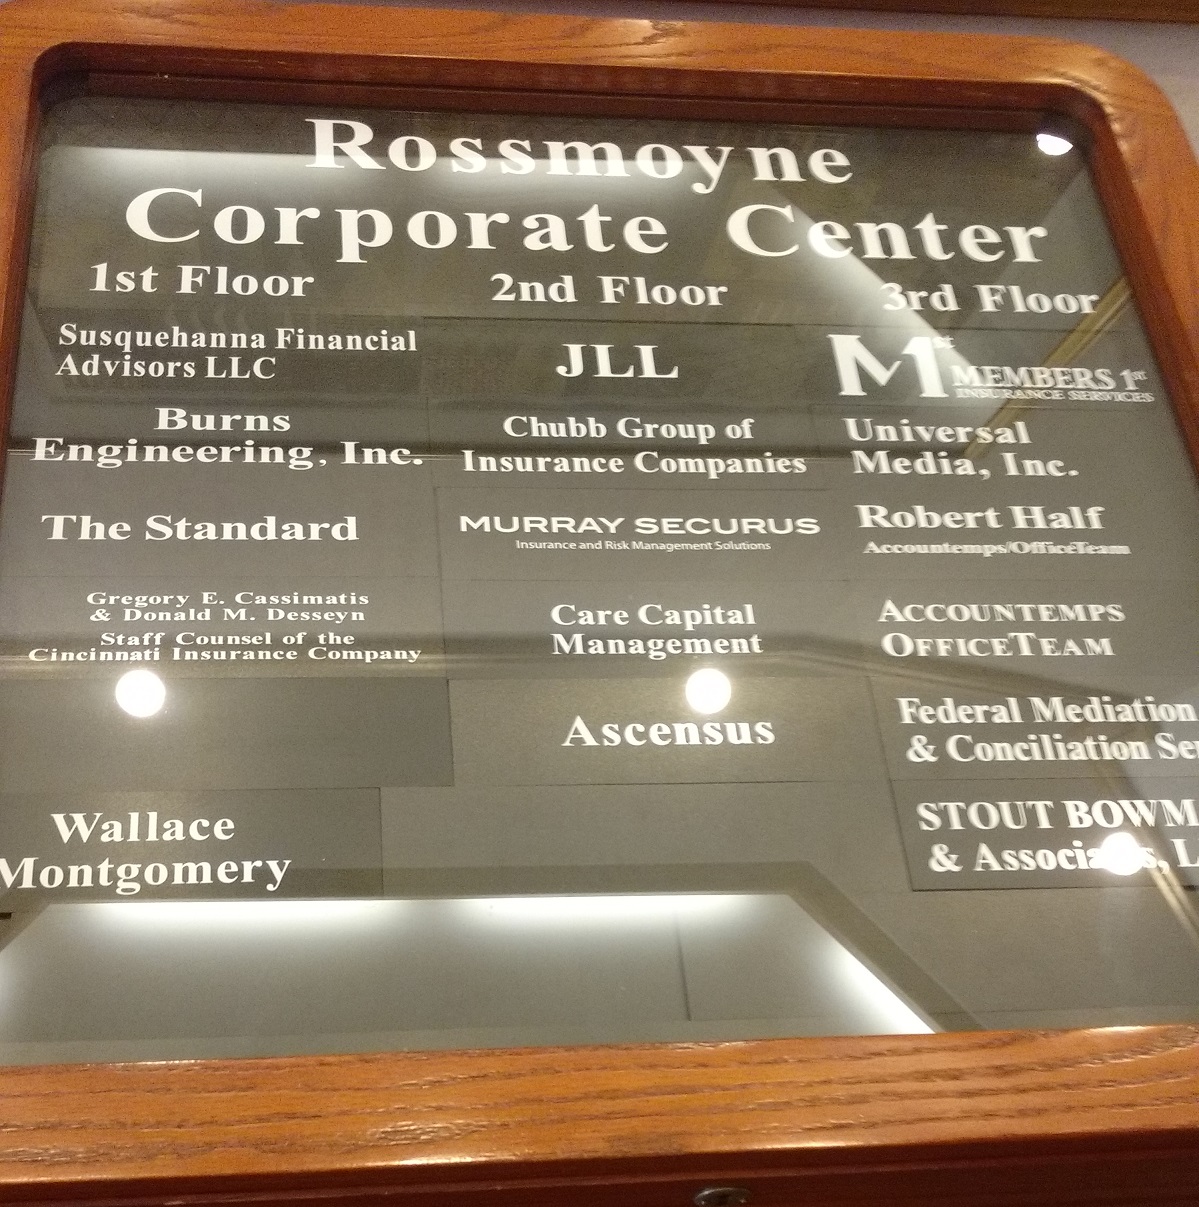 Rossmoyne
Corporate Center
1st Floor
Susquehanna Financial
Advisors LLC
Burns
Engineering, Inc.
The Standard
Gregory E. Cassimatis
& Donald M. Desseyn
Staff Counsel of the
Cincinnati Insurance Company
Wallace
Montgomery
2nd Floor
JLL
Chubb Group of
Insurance Companies
MURRAY SECURUS
Insurance and Risk Management Solutions
Care Capital
Management
Ascensus
3rd Floor
M1st
MEMBERS 1st
INSURANCE SERVICES
Universal
Media, Inc.
Robert Half
Accountemps/OfficeTeam
ACCOUNTEMPS
OFFICETEAM
Federal Mediation
& Conciliation
STOUT
& Associates,